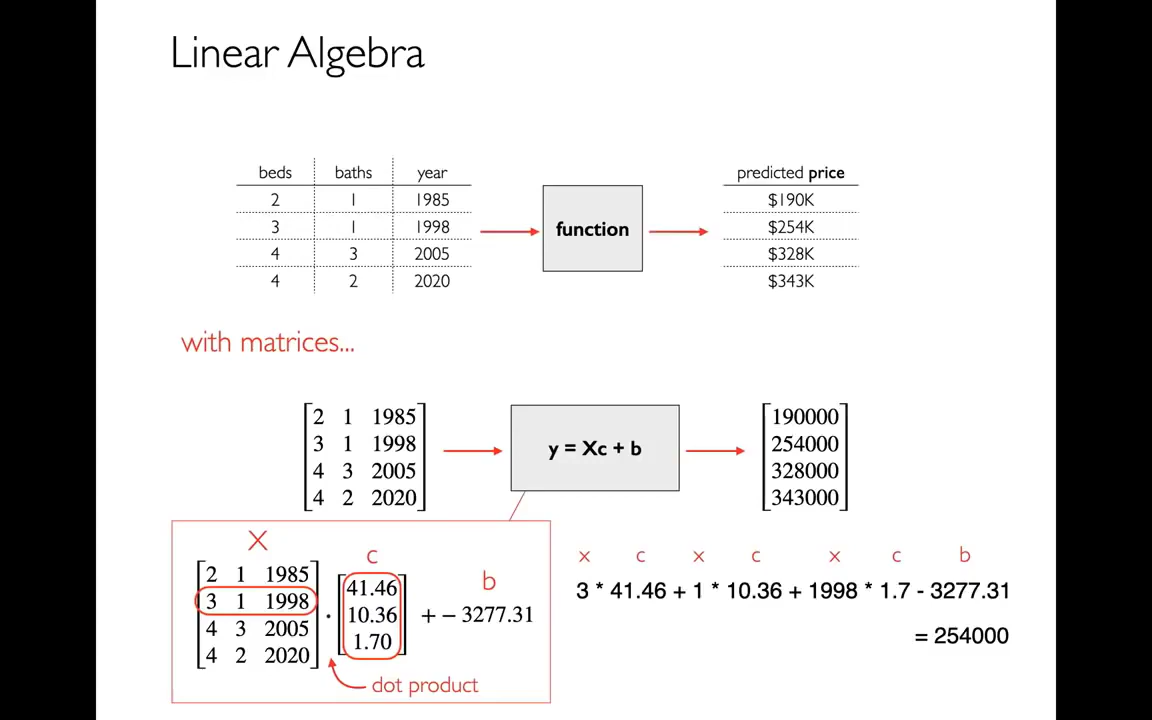 Linear Algebra
beds baths year
2 1 1985
3 1 1998
4 3 2005
4 2 2020
function
predicted price
$190K
$254K
$328K
$343K
with matrices...
2 1 1985
3 1 1998
4 3 2005
4 2 2020
y = Xc + b
190000
254000
328000
343000
X
2 1 1985
3 1 1998
4 3 2005
4 2 2020
·
c
41.46
10.36
1.70
b
+ − 3277.31
dot product
x c x c x c b
3 * 41.46 + 1 * 10.36 + 1998 * 1.7 - 3277.31
= 254000